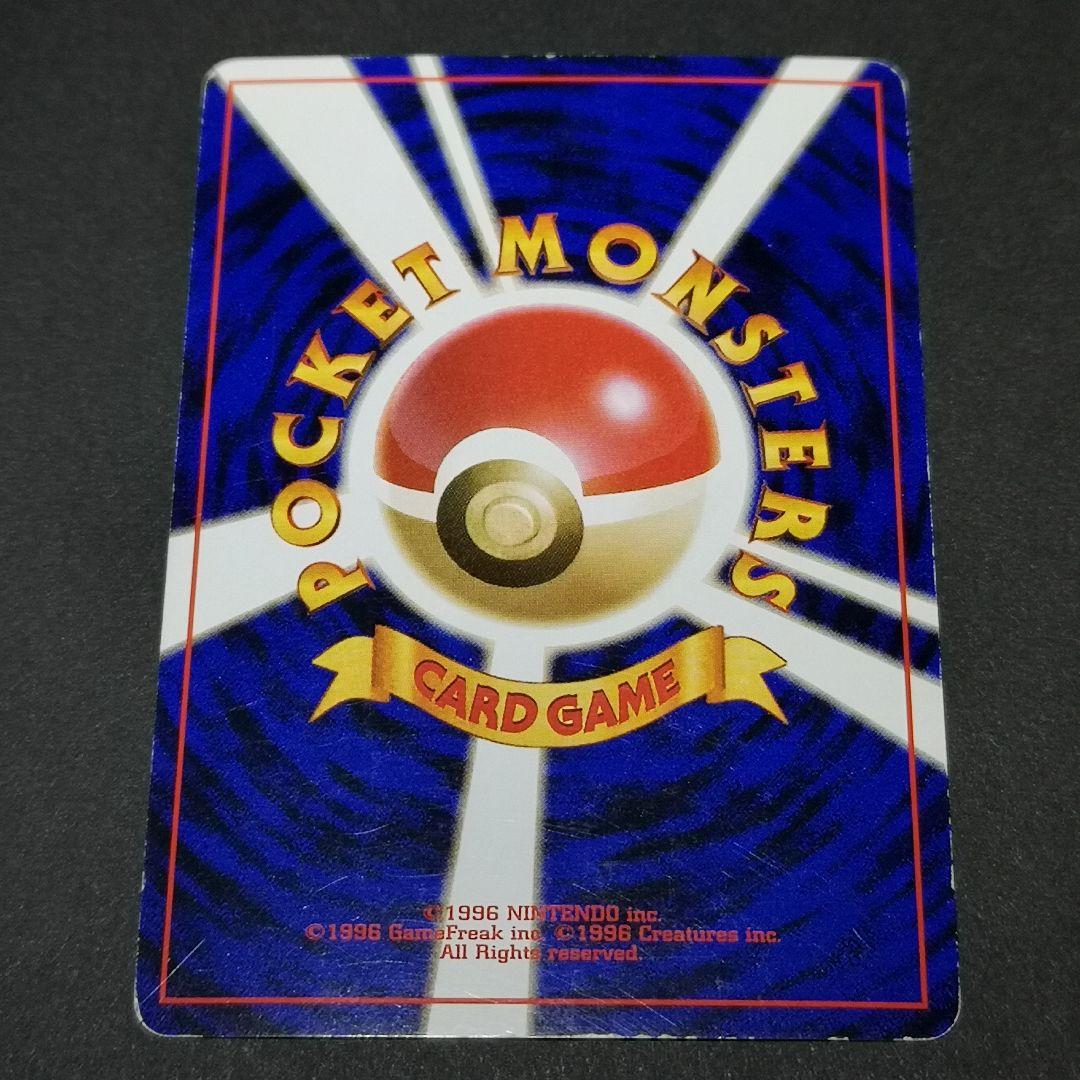 POCKET MONSTERS
CARD GAME
©1996 NINTENDO inc.
©1996 GameFreak inc. ©1996 Creatures inc.
All Rights reserved.